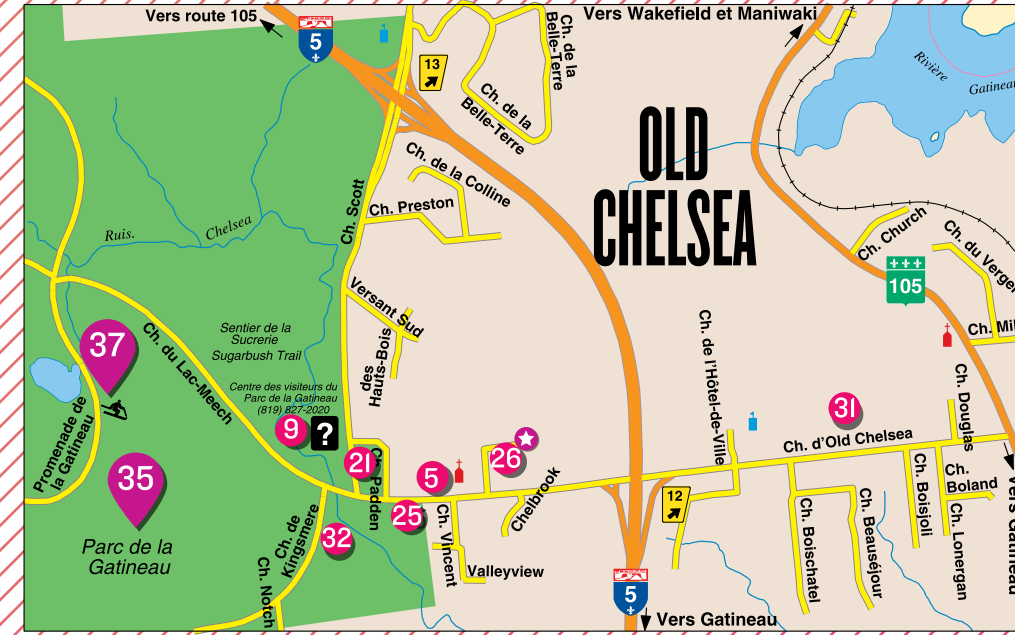 Vers route 105
5
13
Ch. de la
Belle-Terre
Vers Wakefield et Maniwaki
Rivière
Gatineau
Ch. de la
Belle-Terre
OLD
CHELSEA
Ch. de la Colline
Ch. Scott
Ch. Preston
Ruis.
Chelsea
Ch. Church
Ch. du Verger
105
Versant Sud
Ch. du Lac-Meech
Sentier de la
Sucrerie
Sugarbush Trail
des
Hauts-Bois
Ch. de l'Hôtel-de-Ville
37
Centre des visiteurs du
Parc de la Gatineau
(819) 827-2020
9
?
Promenade de
la Gatineau
31
Ch. d'Old Chelsea
Ch. Douglas
21
Ch. Padden
5
26
35
25
Chelbrook
12
Ch. Boisjoli
Ch.
Boland
Vers Gatineau
32
Ch. de
Kingsmere
Ch. Vincent
Ch. Boischatel
Ch. Beauséjour
Ch. Lonergan
Parc de la
Gatineau
Ch. Notch
Valleyview
5
Vers Gatineau